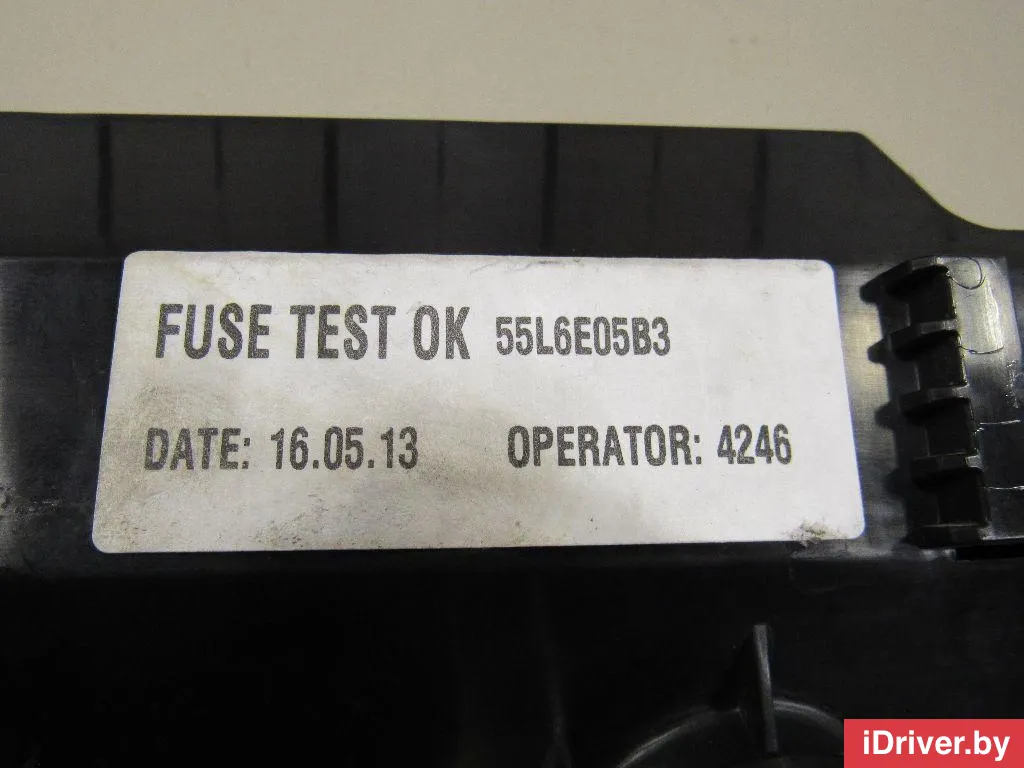 FUSE TEST OK 55L6E05B3
DATE: 16.05.13 OPERATOR: 4246
iDriver.by